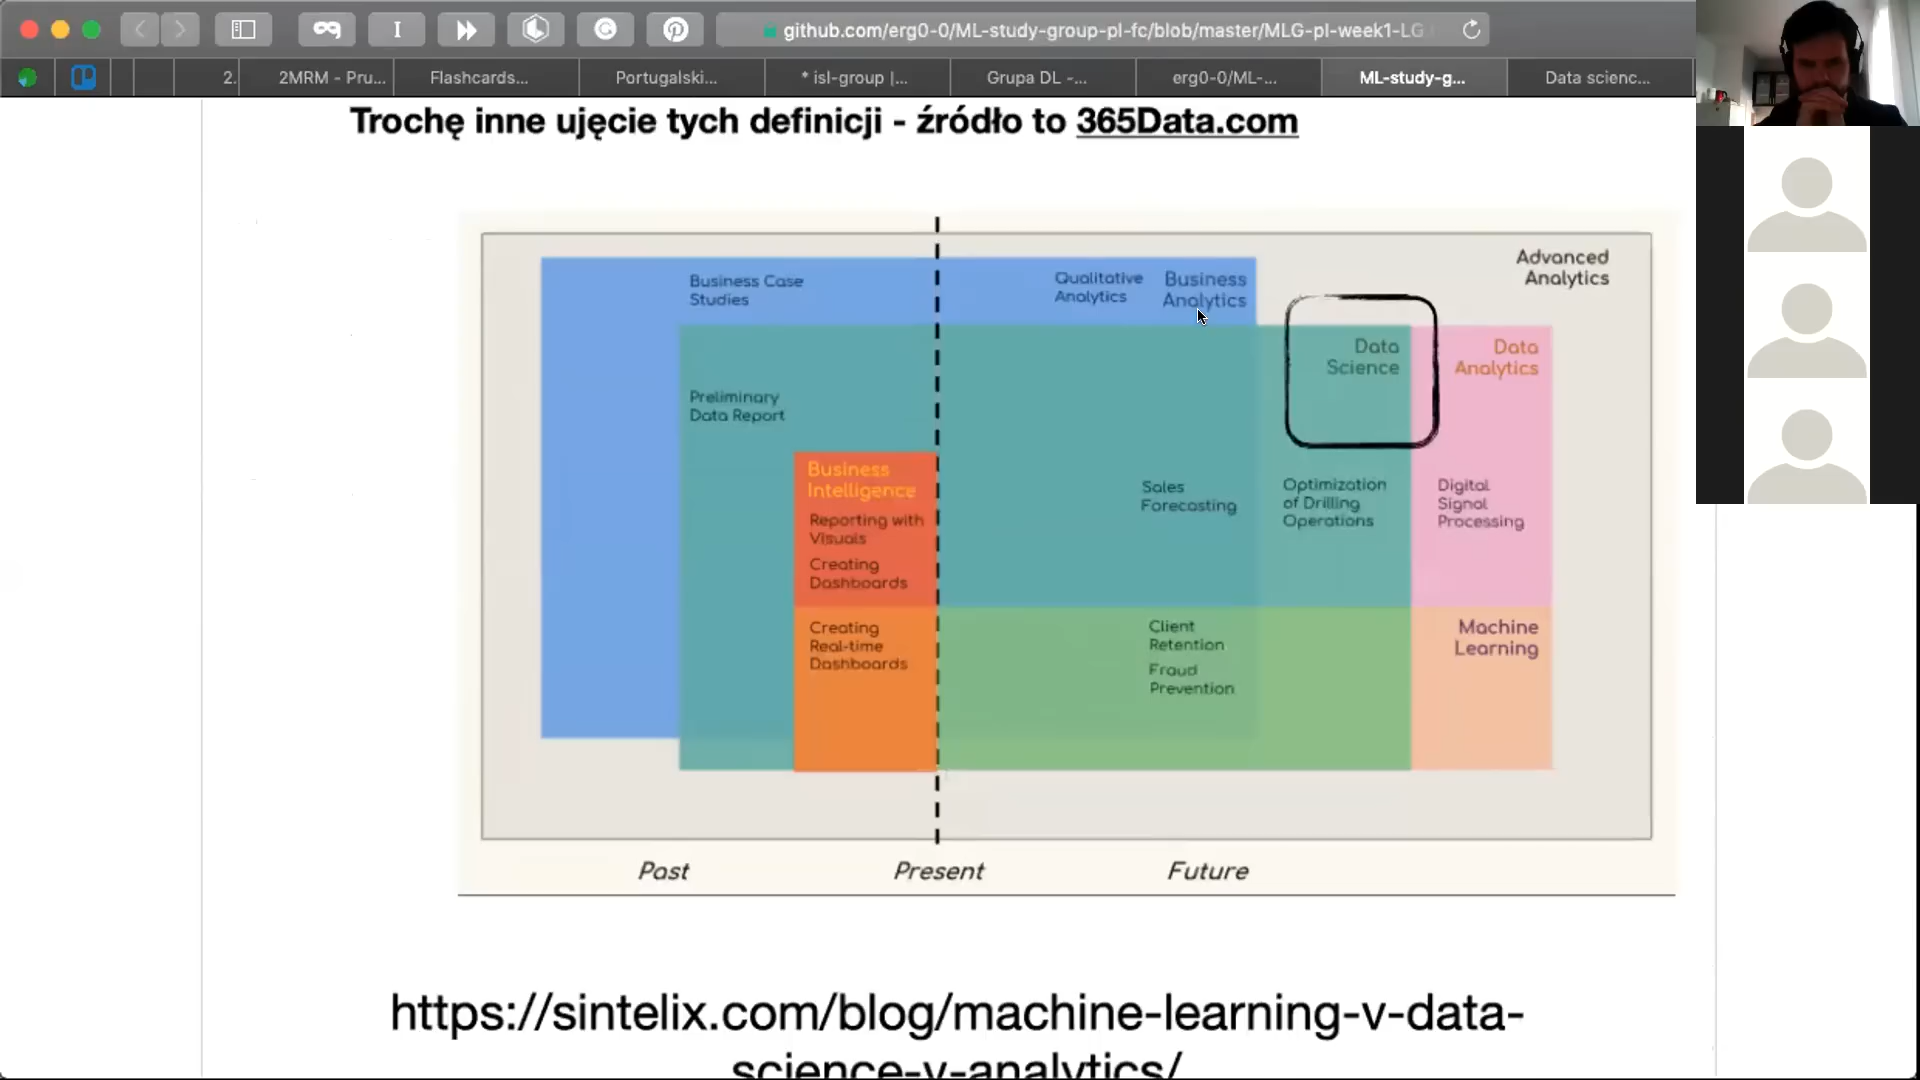 github.com/erg0-0/ML-study-group-pl-fc/blob/master/MLG-pl-week1-LG
2.
2MRM - Pru...
Flashcards...
Portugalski...
* isl-group |...
Grupa DL -...
erg0-0/ML-...
ML-study-g...
Data scienc...
Trochę inne ujęcie tych definicji - źródło to 365Data.com
Advanced
Analytics
Business Case
Studies
Qualitative
Analytics
Business
Analytics
Data
Science
Data
Analytics
Preliminary
Data Report
Business
Intelligence
Reporting with
Visuals
Creating
Dashboards
Sales
Forecasting
Optimization
of Drilling
Operations
Digital
Signal
Processing
Creating
Real-time
Dashboards
Client
Retention
Fraud
Prevention
Machine
Learning
Past
Present
Future
https://sintelix.com/blog/machine-learning-v-data-
science-v-analytics/